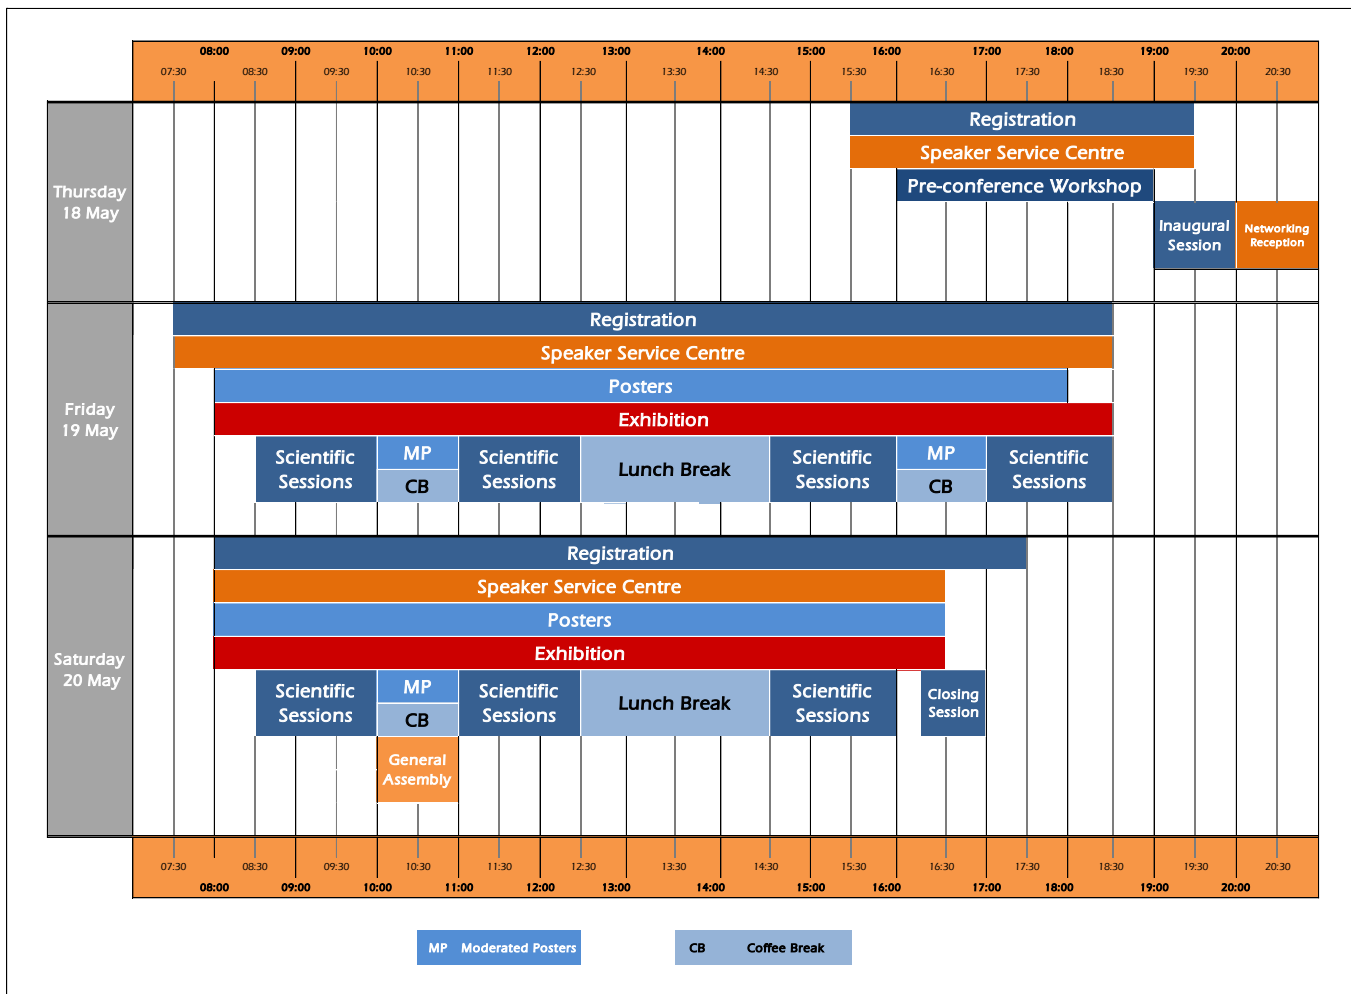 08:00 09:00 10:00 11:00 12:00 13:00 14:00 15:00 16:00 17:00 18:00 19:00 20:00
07:30 08:30 09:30 10:30 11:30 12:30 13:30 14:30 15:30 16:30 17:30 18:30 19:30 20:30
Thursday
18 May
Registration
Speaker Service Centre
Pre-conference Workshop
Inaugural
Session
Networking
Reception
Friday
19 May
Registration
Speaker Service Centre
Posters
Exhibition
Scientific
Sessions
MP
CB
Scientific
Sessions
Lunch Break
Scientific
Sessions
MP
CB
Scientific
Sessions
Saturday
20 May
Registration
Speaker Service Centre
Posters
Exhibition
Scientific
Sessions
MP
CB
Scientific
Sessions
Lunch Break
Scientific
Sessions
Closing
Session
General
Assembly
07:30 08:30 09:30 10:30 11:30 12:30 13:30 14:30 15:30 16:30 17:30 18:30 19:30 20:30
08:00 09:00 10:00 11:00 12:00 13:00 14:00 15:00 16:00 17:00 18:00 19:00 20:00
MP Moderated Posters
CB Coffee Break